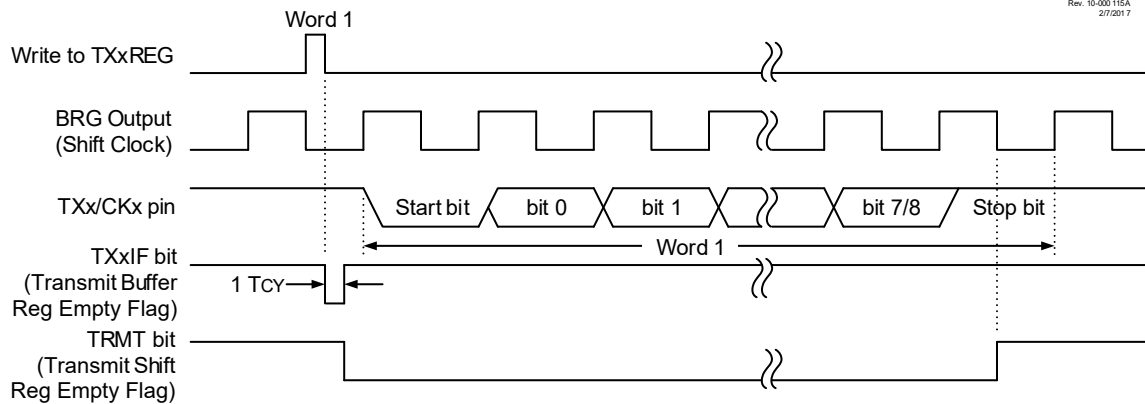 Rev. 10-000 115A
2/7/201 7
Word 1
Write to TXxREG
BRG Output
(Shift Clock)
TXx/CKx pin
Start bit
bit 0
bit 1
bit 7/8
Stop bit
Word 1
TXxIF bit
(Transmit Buffer
Reg Empty Flag)
1 TCY
TRMT bit
(Transmit Shift
Reg Empty Flag)